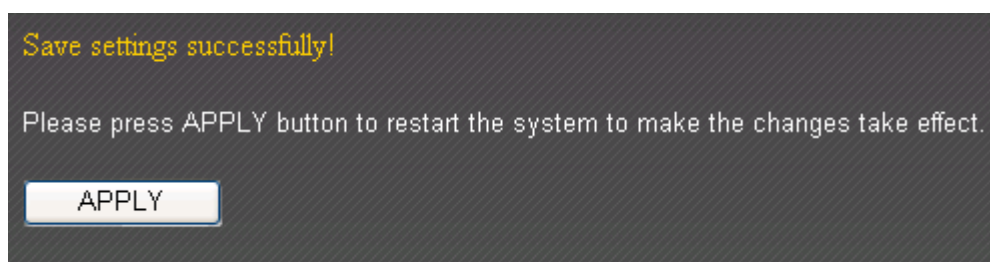 Save settings successfully!
Please press APPLY button to restart the system to make the changes take effect.
APPLY